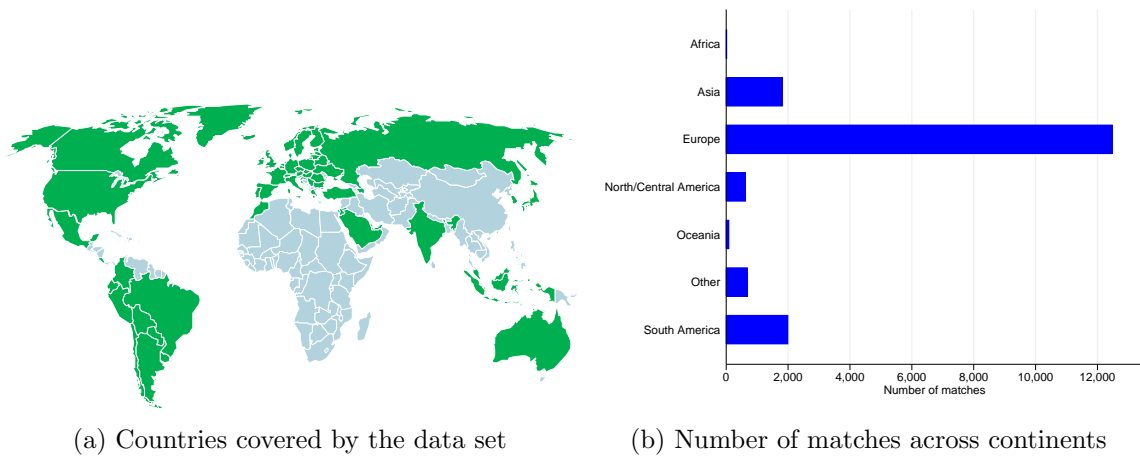 Africa
Asia
Europe
North/Central America
Oceania
Other
South America
0 2,000 4,000 6,000 8,000 10,000 12,000
Number of matches
(a) Countries covered by the data set
(b) Number of matches across continents